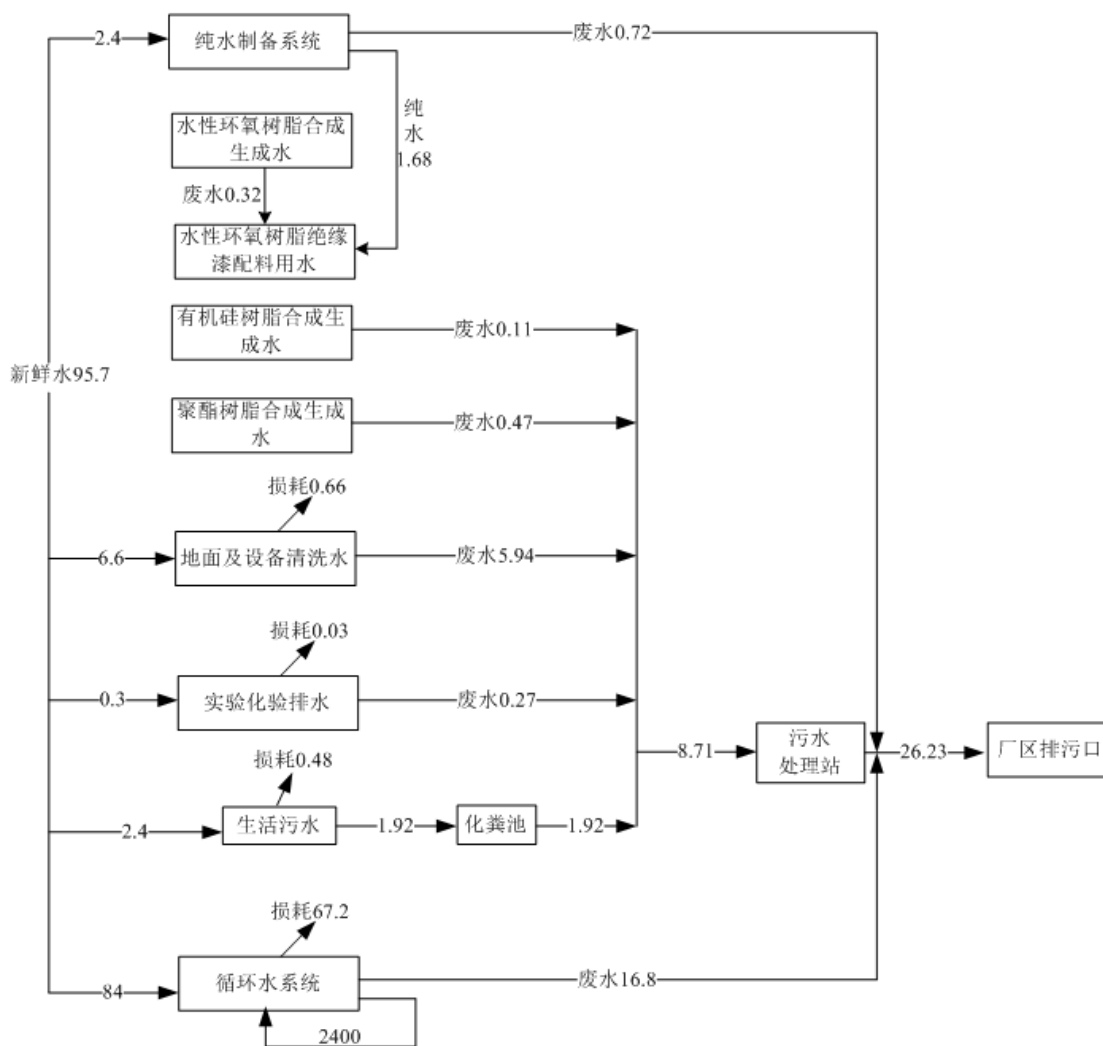 2.4
纯水制备系统
废水0.72
纯
水
1.68
水性环氧树脂合成
生成水
废水0.32
水性环氧树脂绝缘
漆配料用水
有机硅树脂合成生
成水
废水0.11
新鲜水95.7
聚酯树脂合成生成
水
废水0.47
损耗0.66
6.6
地面及设备清洗水
废水5.94
损耗0.03
0.3
实验化验排水
废水0.27
8.71
污水
处理站
26.23
厂区排污口
损耗0.48
2.4
生活污水
1.92
化粪池
1.92
损耗67.2
84
循环水系统
废水16.8
2400